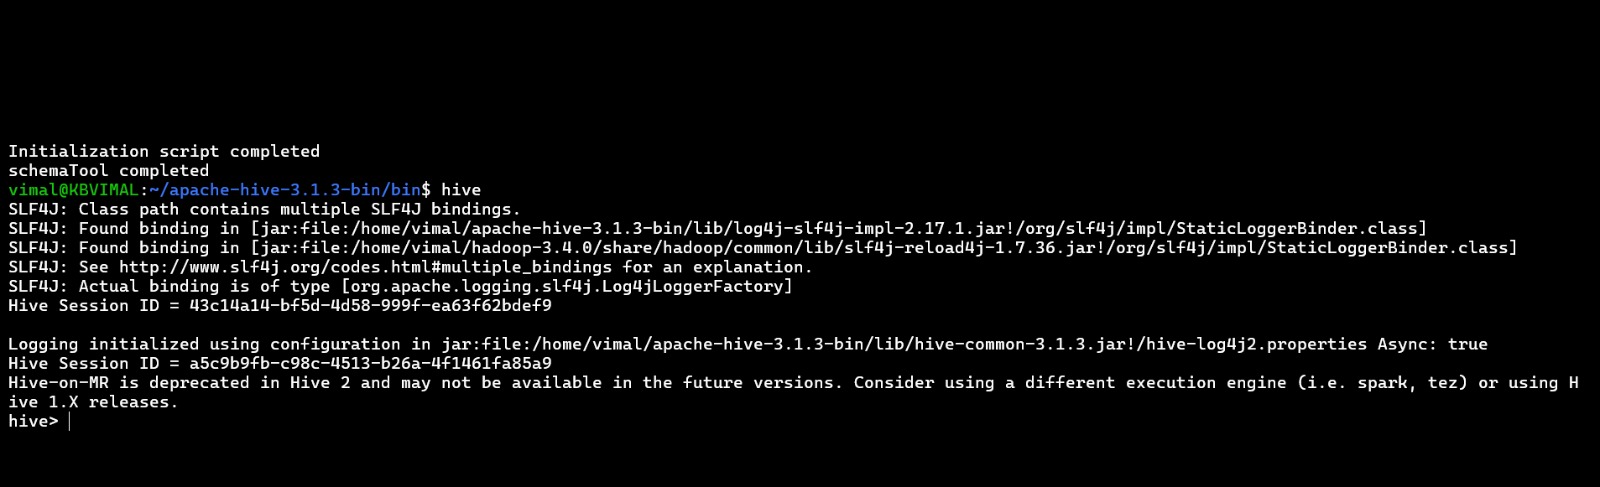 Initialization script completed
schemaTool completed
vimal@KBVIMAL:~/apache-hive-3.1.3-bin/bin$ hive
SLF4J: Class path contains multiple SLF4J bindings.
SLF4J: Found binding in [jar:file:/home/vimal/apache-hive-3.1.3-bin/lib/log4j-slf4j-impl-2.17.1.jar!/org/slf4j/impl/StaticLoggerBinder.class]
SLF4J: Found binding in [jar:file:/home/vimal/hadoop-3.4.0/share/hadoop/common/lib/slf4j-reload4j-1.7.36.jar!/org/slf4j/impl/StaticLoggerBinder.class]
SLF4J: See http://www.slf4j.org/codes.html#multiple_bindings for an explanation.
SLF4J: Actual binding is of type [org.apache.logging.slf4j.Log4jLoggerFactory]
Hive Session ID = 43c14a14-bf5d-4d58-999f-ea63f62bdef9
Logging initialized using configuration in jar:file:/home/vimal/apache-hive-3.1.3-bin/lib/hive-common-3.1.3.jar!/hive-log4j2.properties Async: true
Hive Session ID = a5c9b9fb-c98c-4513-b26a-4f1461fa85a9
Hive-on-MR is deprecated in Hive 2 and may not be available in the future versions. Consider using a different execution engine (i.e. spark, tez) or using H
ive 1.X releases.
hive>